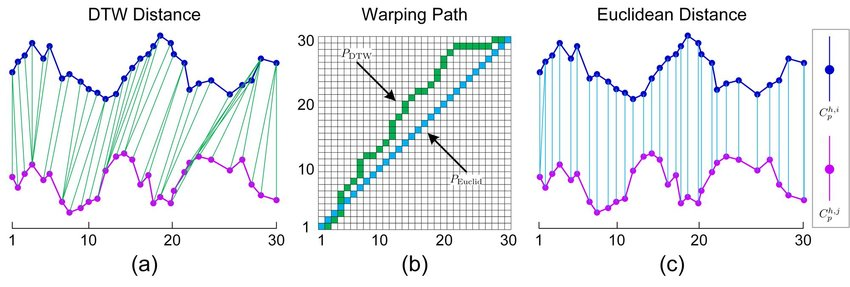 DTW Distance
Warping Path
Euclidean Distance
30
20
10
1
P_DTW
P_Euclid
1 10 20 30
1 10 20 30
1 10 20 30
C_p^{h,i}
C_p^{h,j}
(a)
(b)
(c)